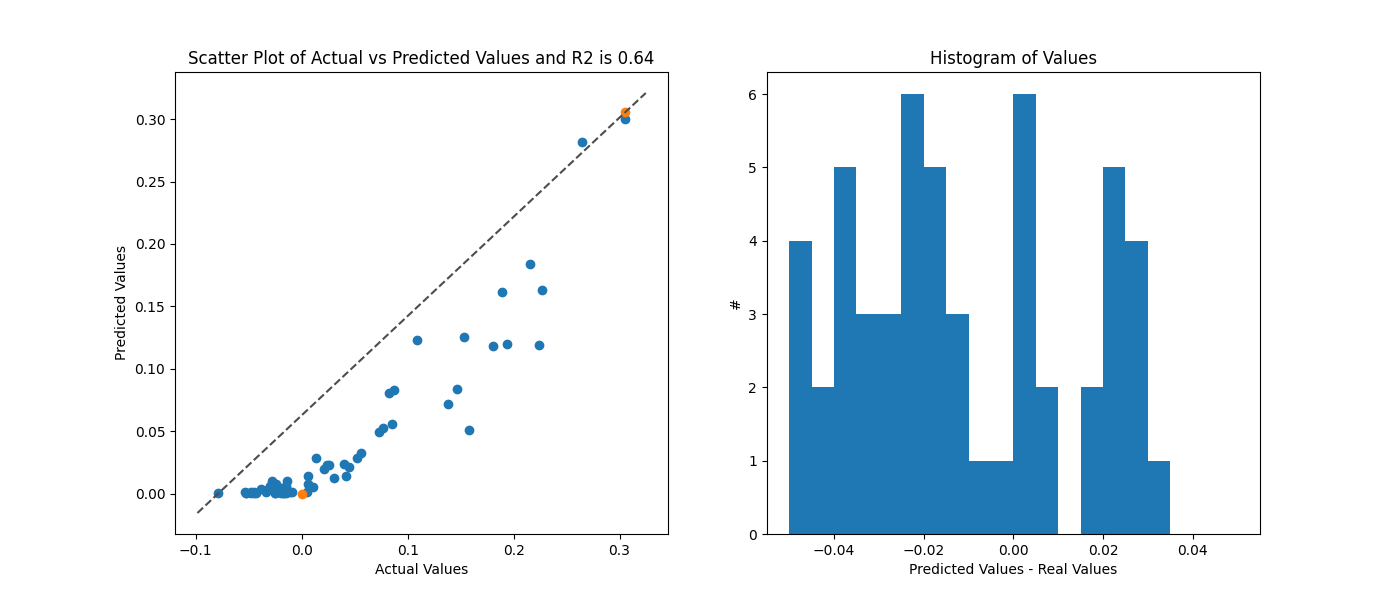 Scatter Plot of Actual vs Predicted Values and R2 is 0.64
Predicted Values
0.30
0.25
0.20
0.15
0.10
0.05
0.00
−0.1 0.0 0.1 0.2 0.3
Actual Values
Histogram of Values
#
6
5
4
3
2
1
0
−0.04 −0.02 0.00 0.02 0.04
Predicted Values - Real Values